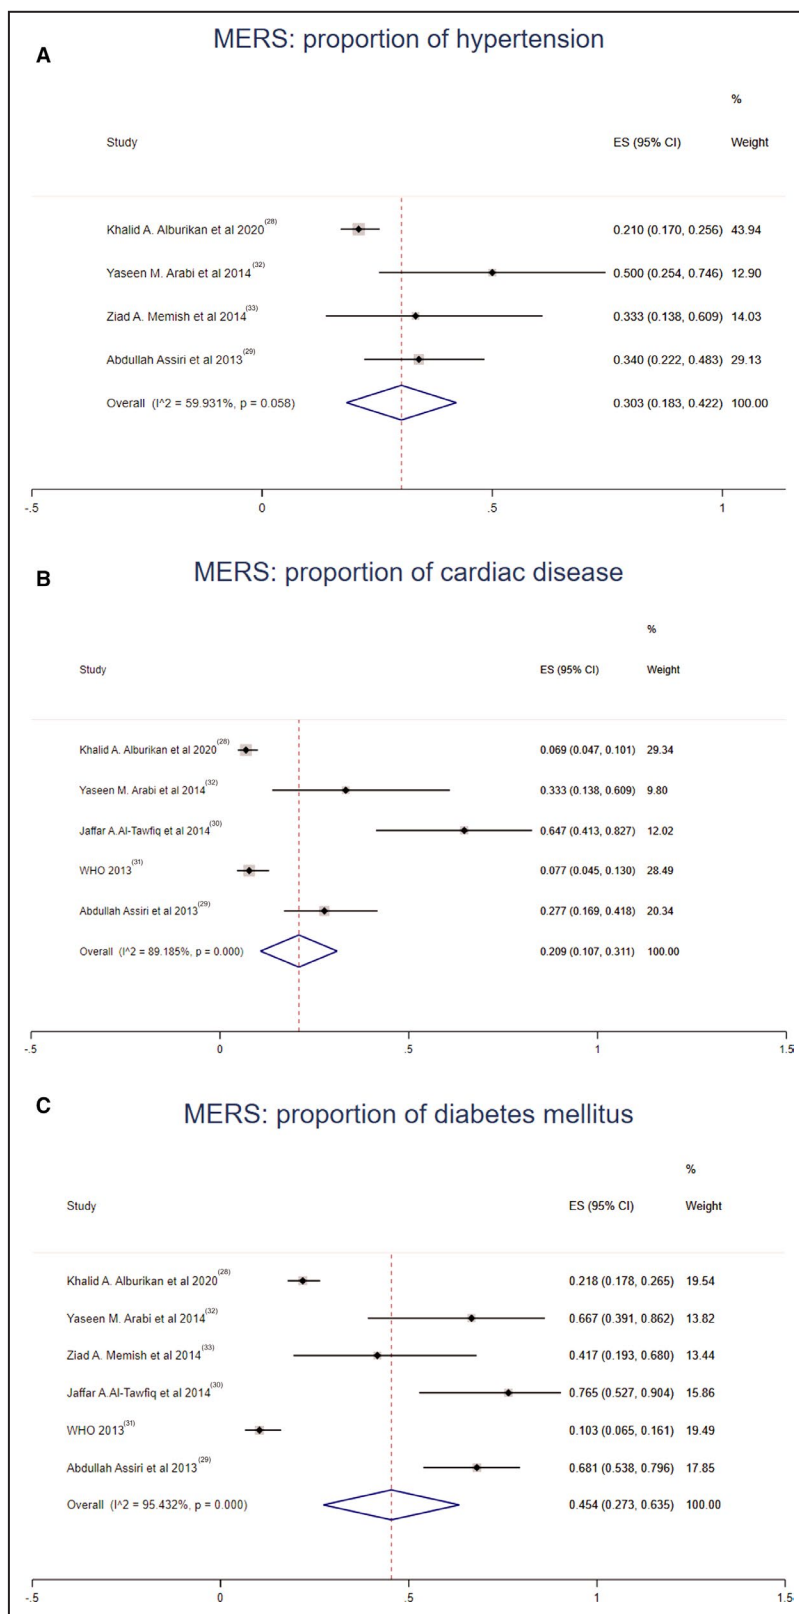 A
MERS: proportion of hypertension
%
Study ES (95% CI) Weight
Khalid A. Alburikan et al 2020(28) 0.210 (0.170, 0.256) 43.94
Yaseen M. Arabi et al 2014(32) 0.500 (0.254, 0.746) 12.90
Ziad A. Memish et al 2014(33) 0.333 (0.138, 0.609) 14.03
Abdullah Assiri et al 2013(29) 0.340 (0.222, 0.483) 29.13
Overall (I^2 = 59.931%, p = 0.058) 0.303 (0.183, 0.422) 100.00
-.5 0 .5 1
B
MERS: proportion of cardiac disease
%
Study ES (95% CI) Weight
Khalid A. Alburikan et al 2020(28) 0.069 (0.047, 0.101) 29.34
Yaseen M. Arabi et al 2014(32) 0.333 (0.138, 0.609) 9.80
Jaffar A.Al-Tawfiq et al 2014(30) 0.647 (0.413, 0.827) 12.02
WHO 2013(31) 0.077 (0.045, 0.130) 28.49
Abdullah Assiri et al 2013(29) 0.277 (0.169, 0.418) 20.34
Overall (I^2 = 89.185%, p = 0.000) 0.209 (0.107, 0.311) 100.00
-.5 0 .5 1 1.5
C
MERS: proportion of diabetes mellitus
%
Study ES (95% CI) Weight
Khalid A. Alburikan et al 2020(28) 0.218 (0.178, 0.265) 19.54
Yaseen M. Arabi et al 2014(32) 0.667 (0.391, 0.862) 13.82
Ziad A. Memish et al 2014(33) 0.417 (0.193, 0.680) 13.44
Jaffar A.Al-Tawfiq et al 2014(30) 0.765 (0.527, 0.904) 15.86
WHO 2013(31) 0.103 (0.065, 0.161) 19.49
Abdullah Assiri et al 2013(29) 0.681 (0.538, 0.796) 17.85
Overall (I^2 = 95.432%, p = 0.000) 0.454 (0.273, 0.635) 100.00
-.5 0 .5 1 1.5